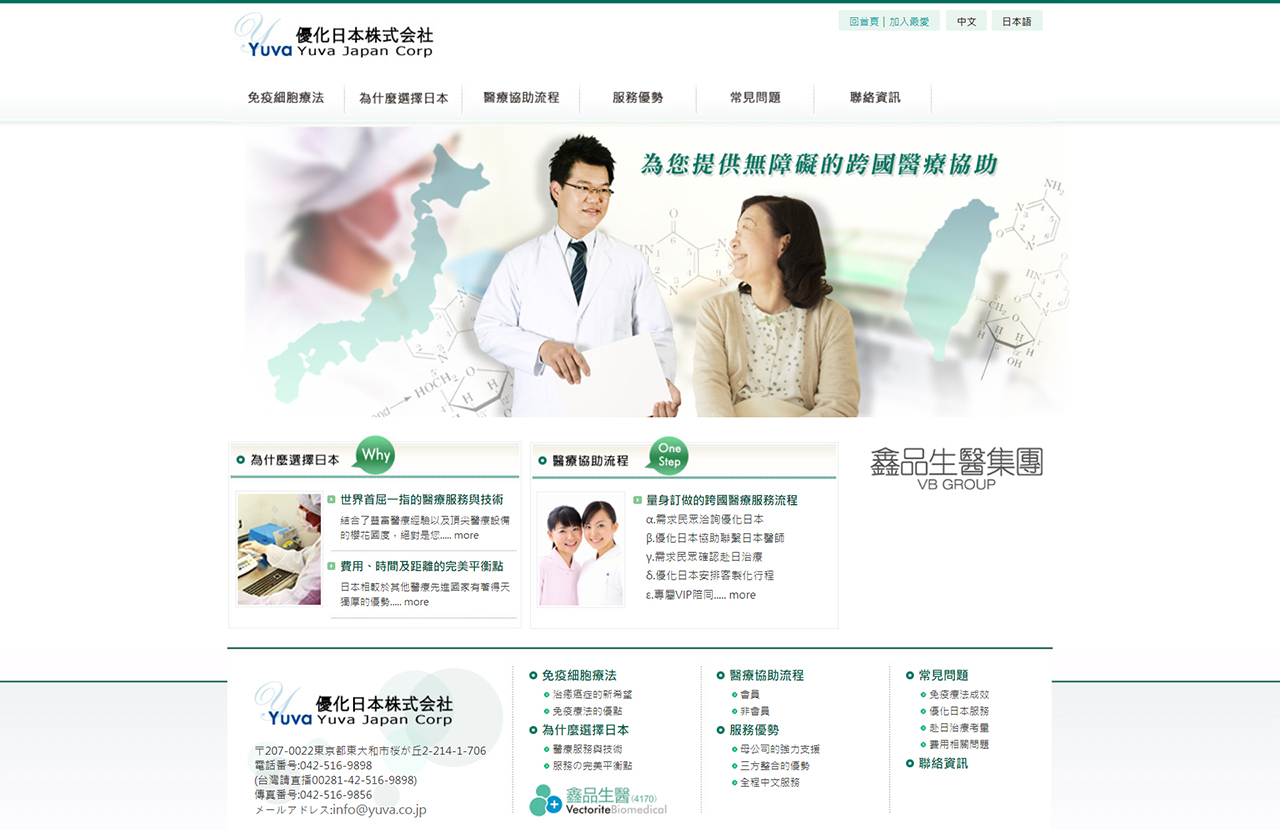 優化日本株式会社
Yuva Yuva Japan Corp
回首頁 | 加入最愛
中文
日本語
免疫細胞療法
為什麼選擇日本
醫療協助流程
服務優勢
常見問題
聯絡資訊
為您提供無障礙的跨國醫療協助
為什麼選擇日本
Why
世界首屈一指的醫療服務與技術
結合了豐富醫療經驗以及頂尖醫療設備
的櫻花國度，絕對是您..... more
費用、時間及距離的完美平衡點
日本相較於其他醫療先進國家有著得天
獨厚的優勢..... more
醫療協助流程
One
Step
量身訂做的跨國醫療服務流程
α.需求民眾洽詢優化日本
β.優化日本協助聯繫日本醫師
γ.需求民眾確認赴日治療
δ.優化日本安排客製化行程
ε.專屬VIP陪同..... more
鑫品生醫集團
VB GROUP
優化日本株式会社
Yuva Yuva Japan Corp
〒207-0022東京都東大和市桜が丘2-214-1-706
電話番号:042-516-9898
(台灣請直播00281-42-516-9898)
傳真番号:042-516-9856
メールアドレス:info@yuva.co.jp
免疫細胞療法
治癒癌症的新希望
免疫療法的優點
為什麼選擇日本
醫療服務與技術
服務の完美平衡點
鑫品生醫(4170)
VectoriteBiomedical
醫療協助流程
會員
非會員
服務優勢
母公司的強力支援
三方整合的優勢
全程中文服務
常見問題
免疫療法成效
優化日本服務
赴日治療考量
費用相關問題
聯絡資訊